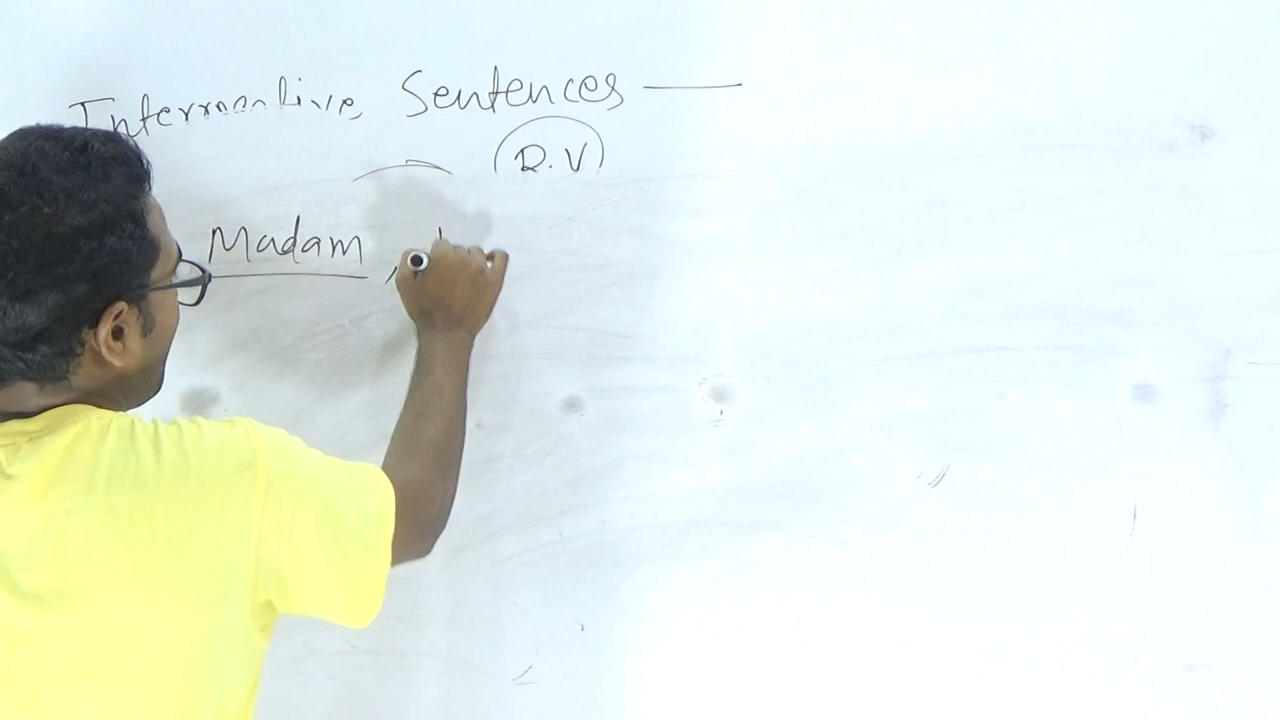 Interrogative Sentences —
R.V
Madam ,